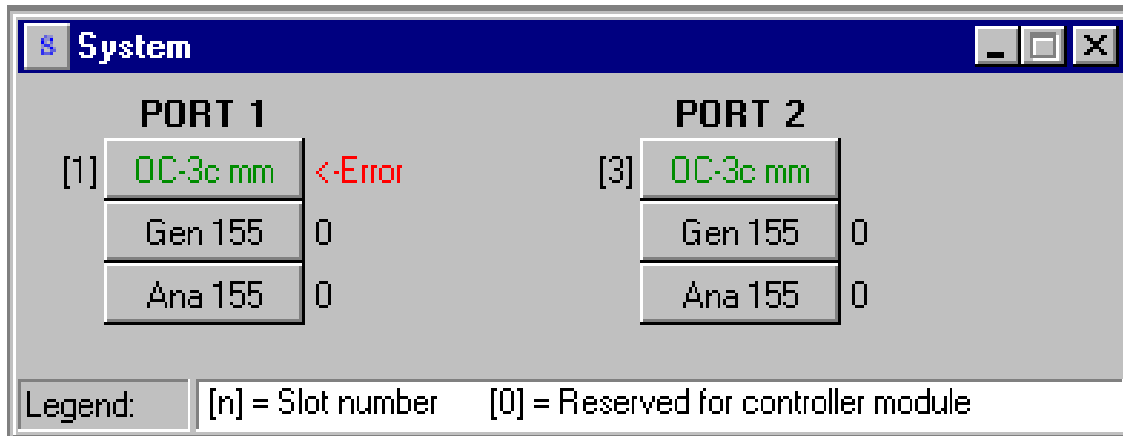 S System
PORT 1 PORT 2
[1] OC-3c mm <-Error [3] OC-3c mm
Gen 155 0 Gen 155 0
Ana 155 0 Ana 155 0
Legend: [n] = Slot number [0] = Reserved for controller module